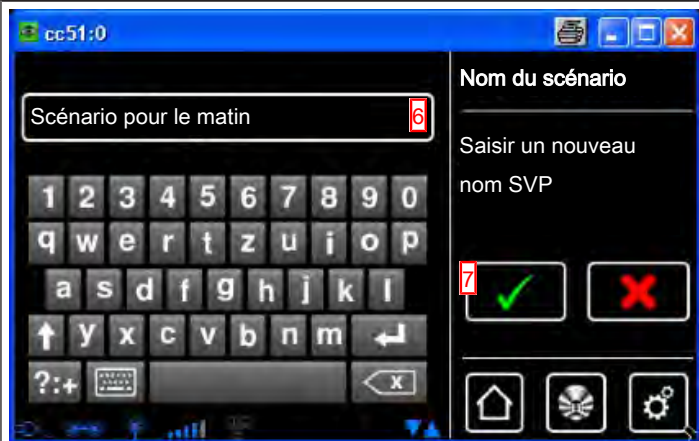 cc51:0
Nom du scénario
Scénario pour le matin 6
Saisir un nouveau
nom SVP
1 2 3 4 5 6 7 8 9 0
q w e r t z u i o p
a s d f g h j k l
7
y x c v b n m
?:+
x